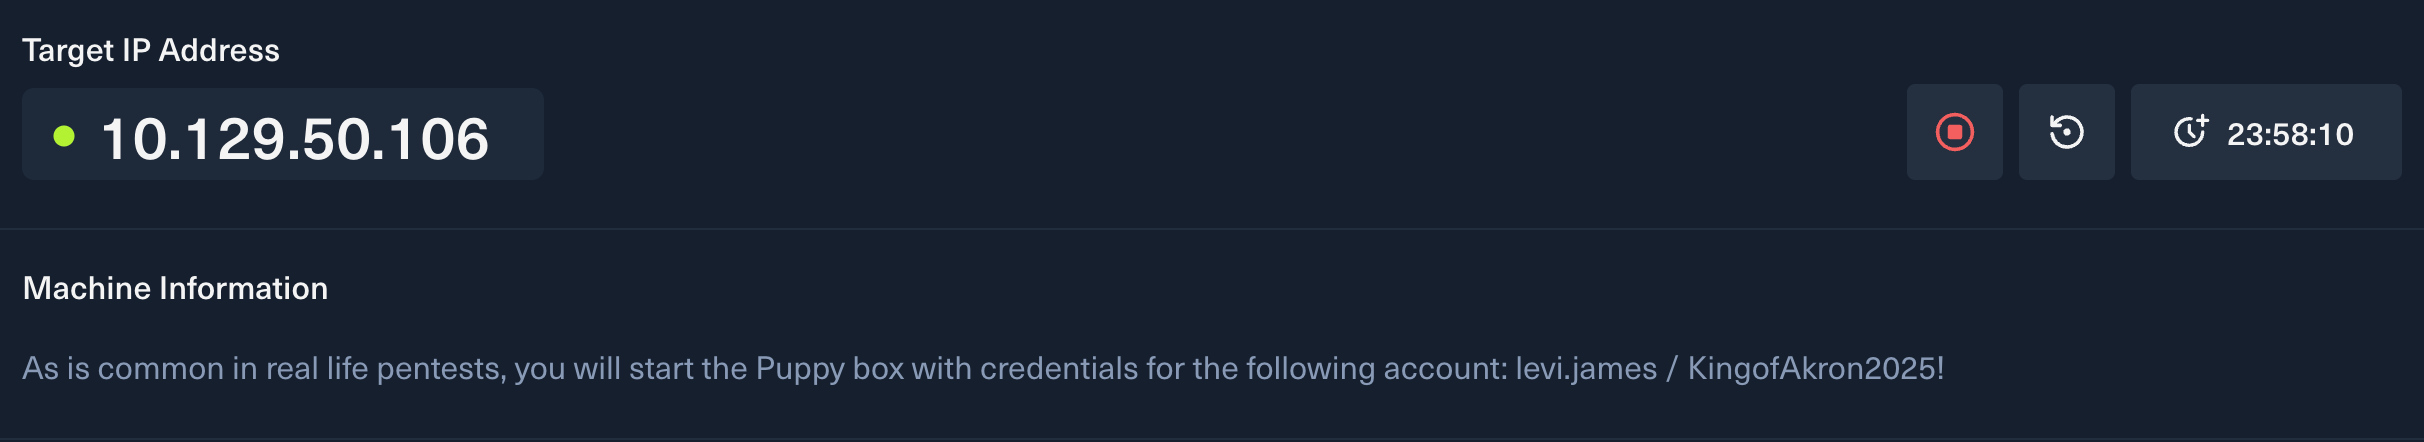 Target IP Address
10.129.50.106
23:58:10
Machine Information
As is common in real life pentests, you will start the Puppy box with credentials for the following account: levi.james / KingofAkron2025!